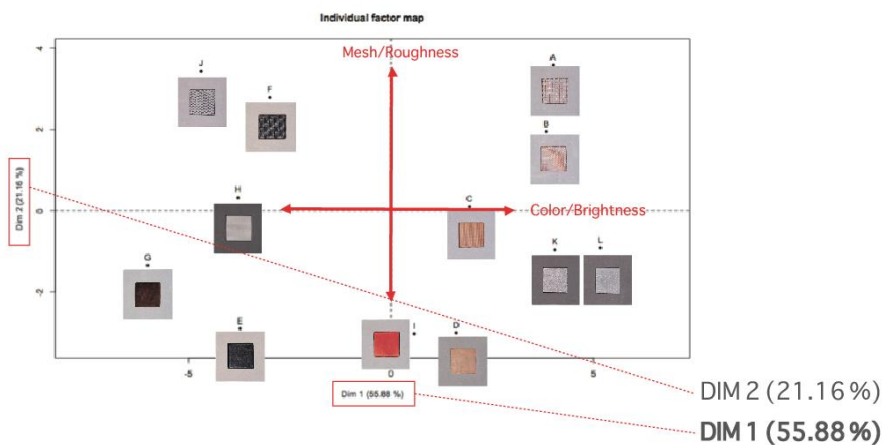 Individual factor map
Mesh/Roughness
4
2
0
-2
J
F
A
B
H
C
Color/Brightness
G
K
L
E
I
D
-5
0
5
Dim 2 (21.16 %)
Dim 1 (55.88 %)
DIM 2 (21.16 %)
DIM 1 (55.88 %)